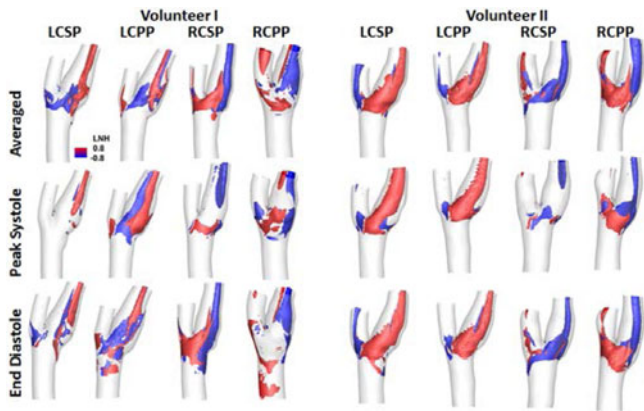 Volunteer I Volunteer II
LCSP LCPP RCSP RCPP LCSP LCPP RCSP RCPP
Averaged
LNH
0.8
-0.8
Peak Systole
End Diastole